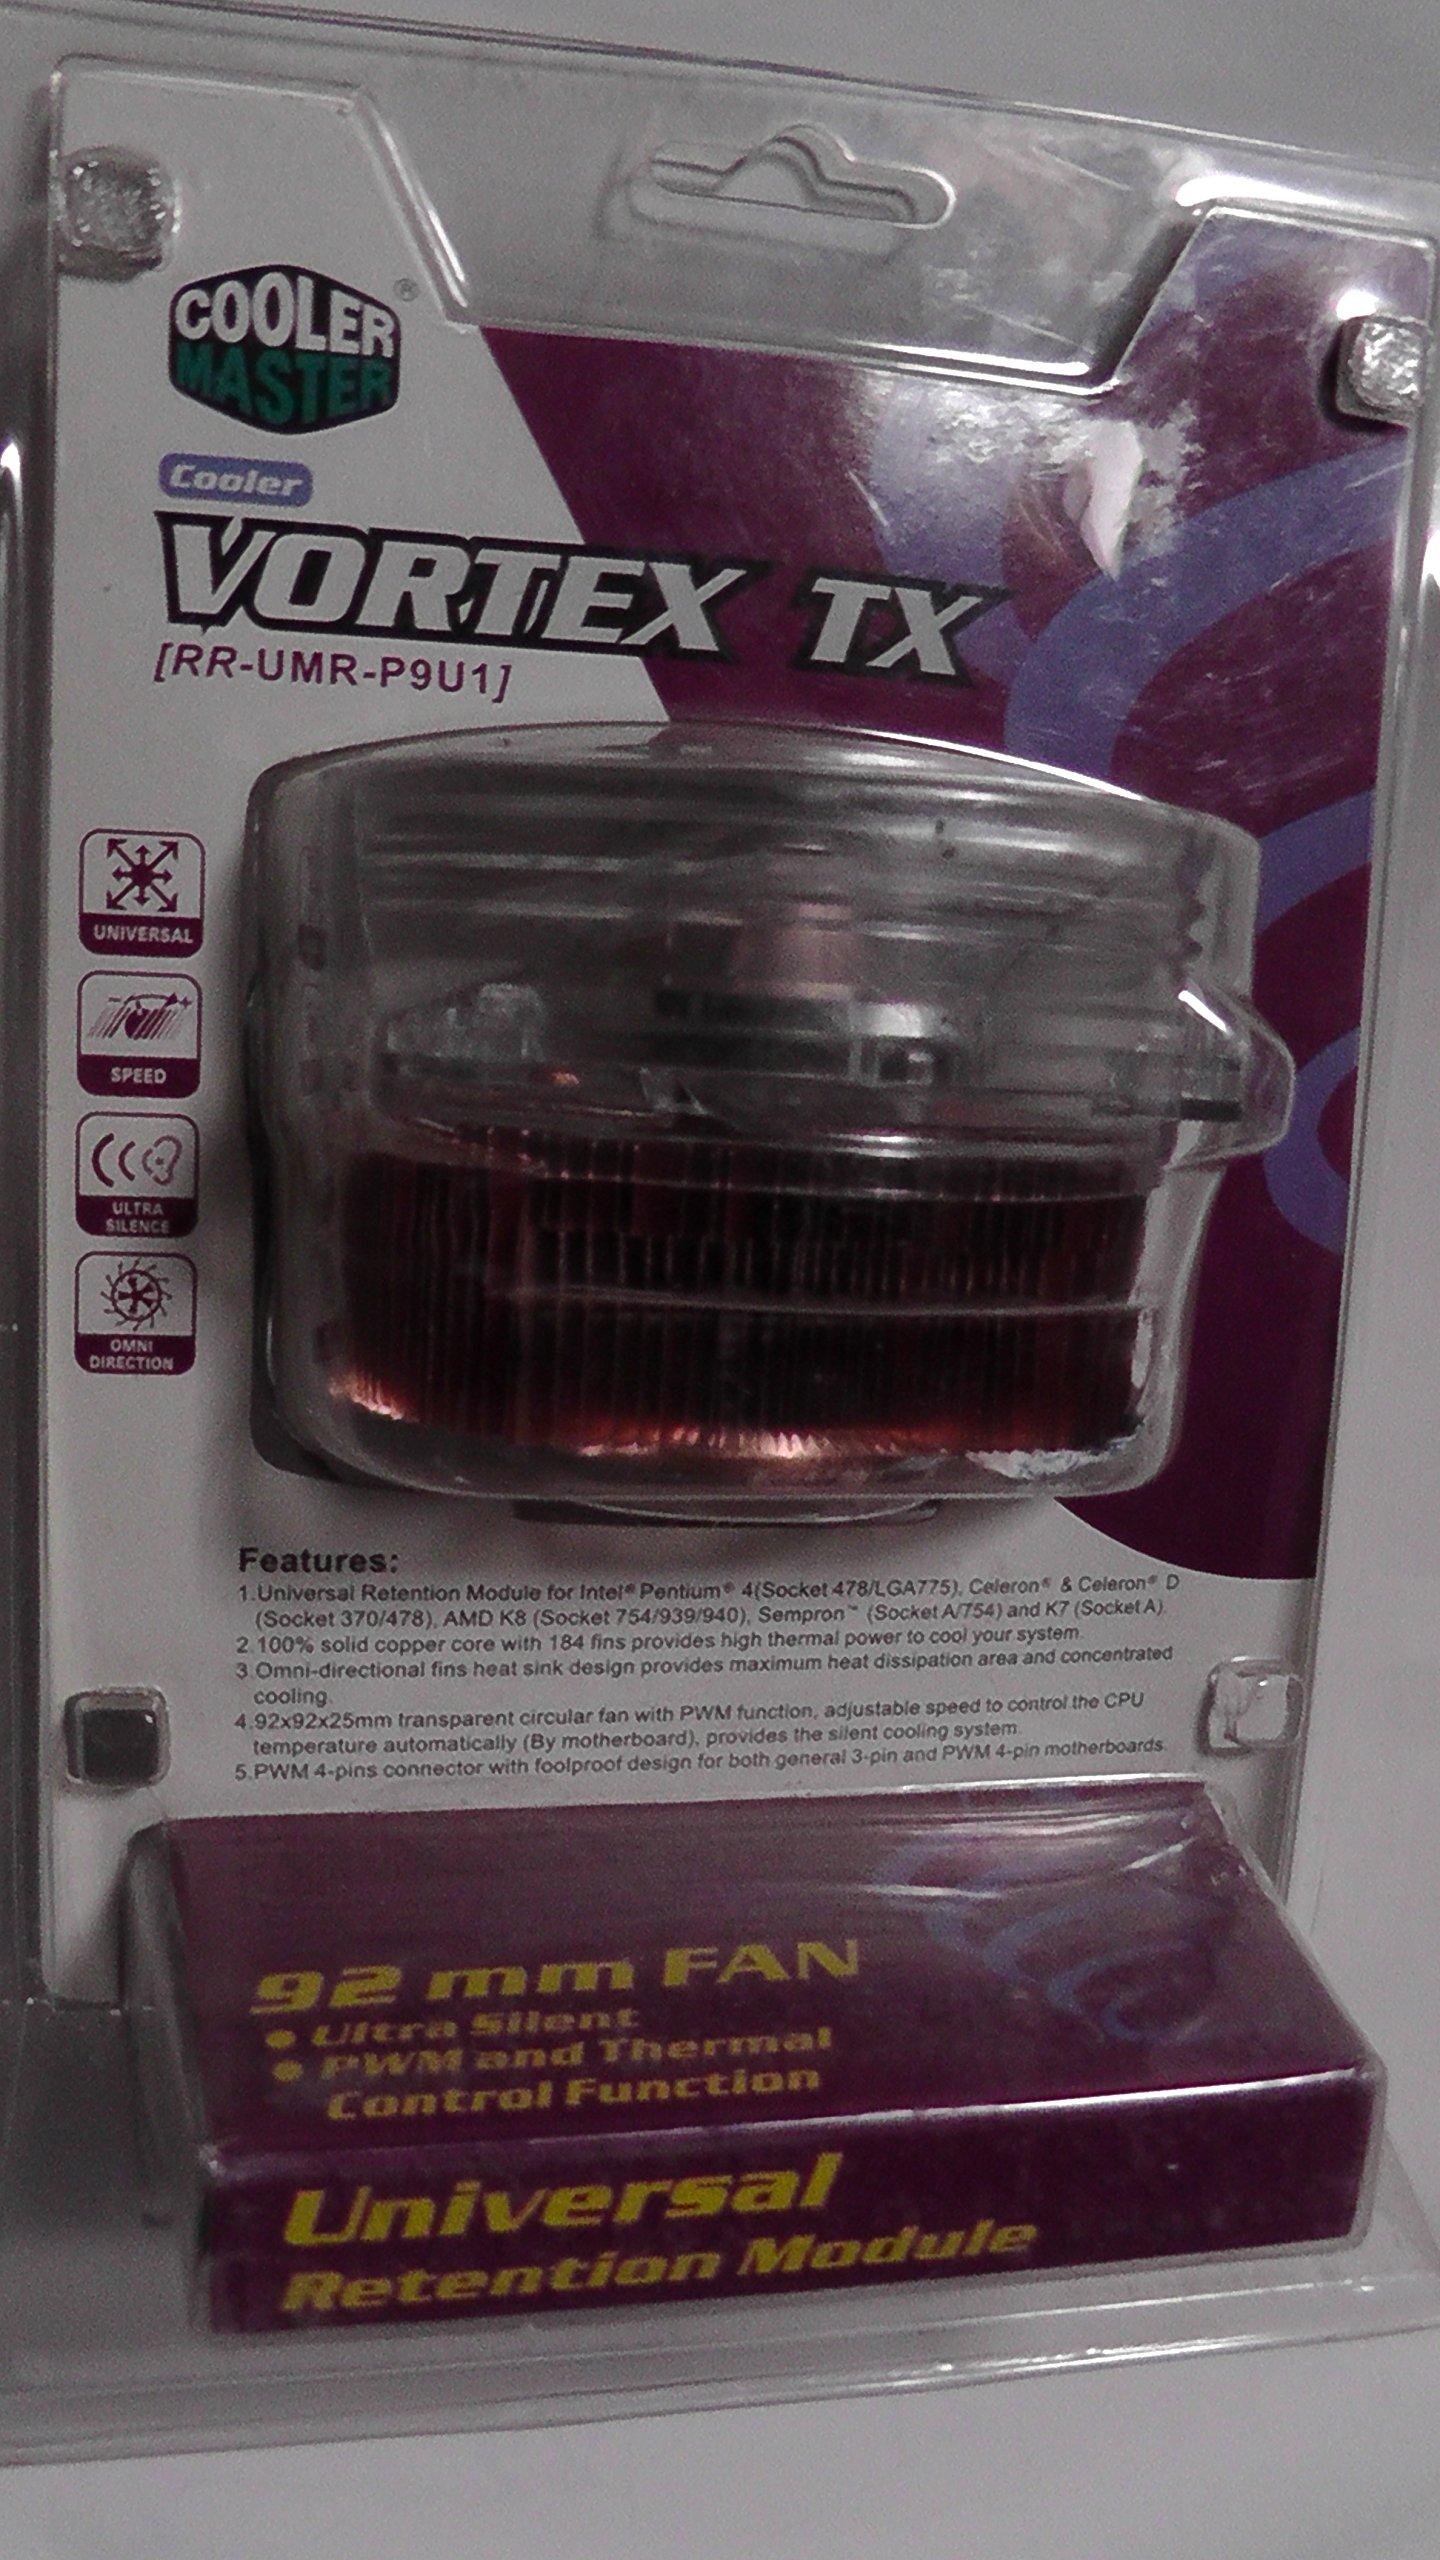 COOLER ®
MASTER
Cooler
VORTEX TX
[RR-UMR-P9U1]
UNIVERSAL
- +
SPEED
ULTRA
SILENCE
OMNI
DIRECTION
Features:
1.Universal Retention Module for Intel® Pentium® 4(Socket 478/LGA775), Celeron® & Celeron® D
(Socket 370/478), AMD K8 (Socket 754/939/940), Sempron™ (Socket A/754) and K7 (Socket A).
2.100% solid copper core with 184 fins provides high thermal power to cool your system.
3.Omni-directional fins heat sink design provides maximum heat dissipation area and concentrated
cooling.
4.92x92x25mm transparent circular fan with PWM function, adjustable speed to control the CPU
temperature automatically (By motherboard), provides the silent cooling system.
5.PWM 4-pins connector with foolproof design for both general 3-pin and PWM 4-pin motherboards.
92 mm FAN
• Ultra Silent
• PWM and Thermal
Control Function
Universal
Retention Module